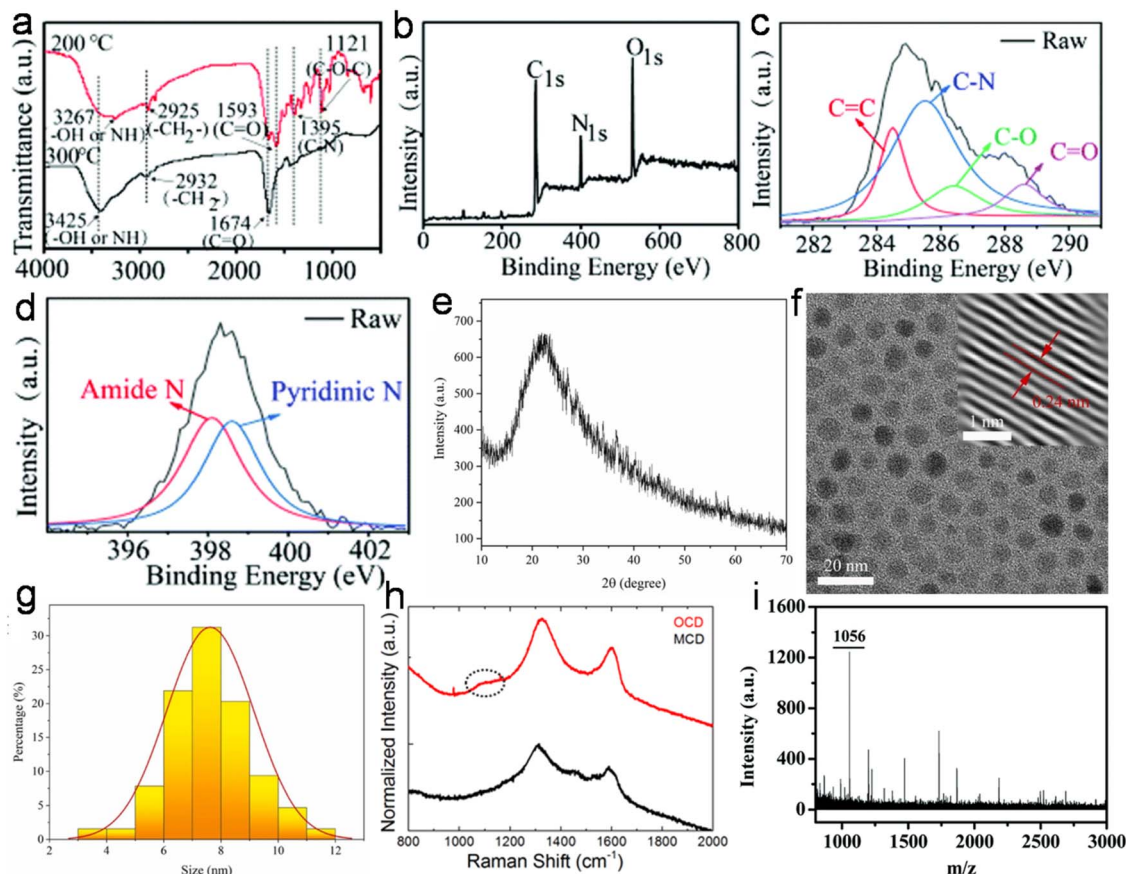 a
200 °C
1121
(C-O-C)
3267
(-OH or NH)
2925
(-CH2-)
1593
(C=O)
1395
(C-N)
300°C
2932
(-CH2-)
3425
(-OH or NH)
1674
(C=O)
Transmittance (a.u.)
4000 3000 2000 1000
b
Intensity (a.u.)
C1s
N1s
O1s
0 200 400 600 800
Binding Energy (eV)
c
Intensity (a.u.)
Raw
C=C
C-N
C-O
C=O
282 284 286 288 290
Binding Energy (eV)
d
Intensity (a.u.)
Raw
Amide N
Pyridinic N
396 398 400 402
Binding Energy (eV)
e
Intensity (a.u.)
700
600
500
400
300
200
100
10 20 30 40 50 60 70
2θ (degree)
f
0.24 nm
1 nm
20 nm
g
Percentage (%)
30
25
20
15
10
5
0
4 6 8 10 12
Size (nm)
h
Normalized Intensity (a.u.)
OCD
MCD
800 1000 1200 1400 1600 1800 2000
Raman Shift (cm-1)
i
Intensity (a.u.)
1600
1200
800
400
0
1056
1000 1500 2000 2500 3000
m/z